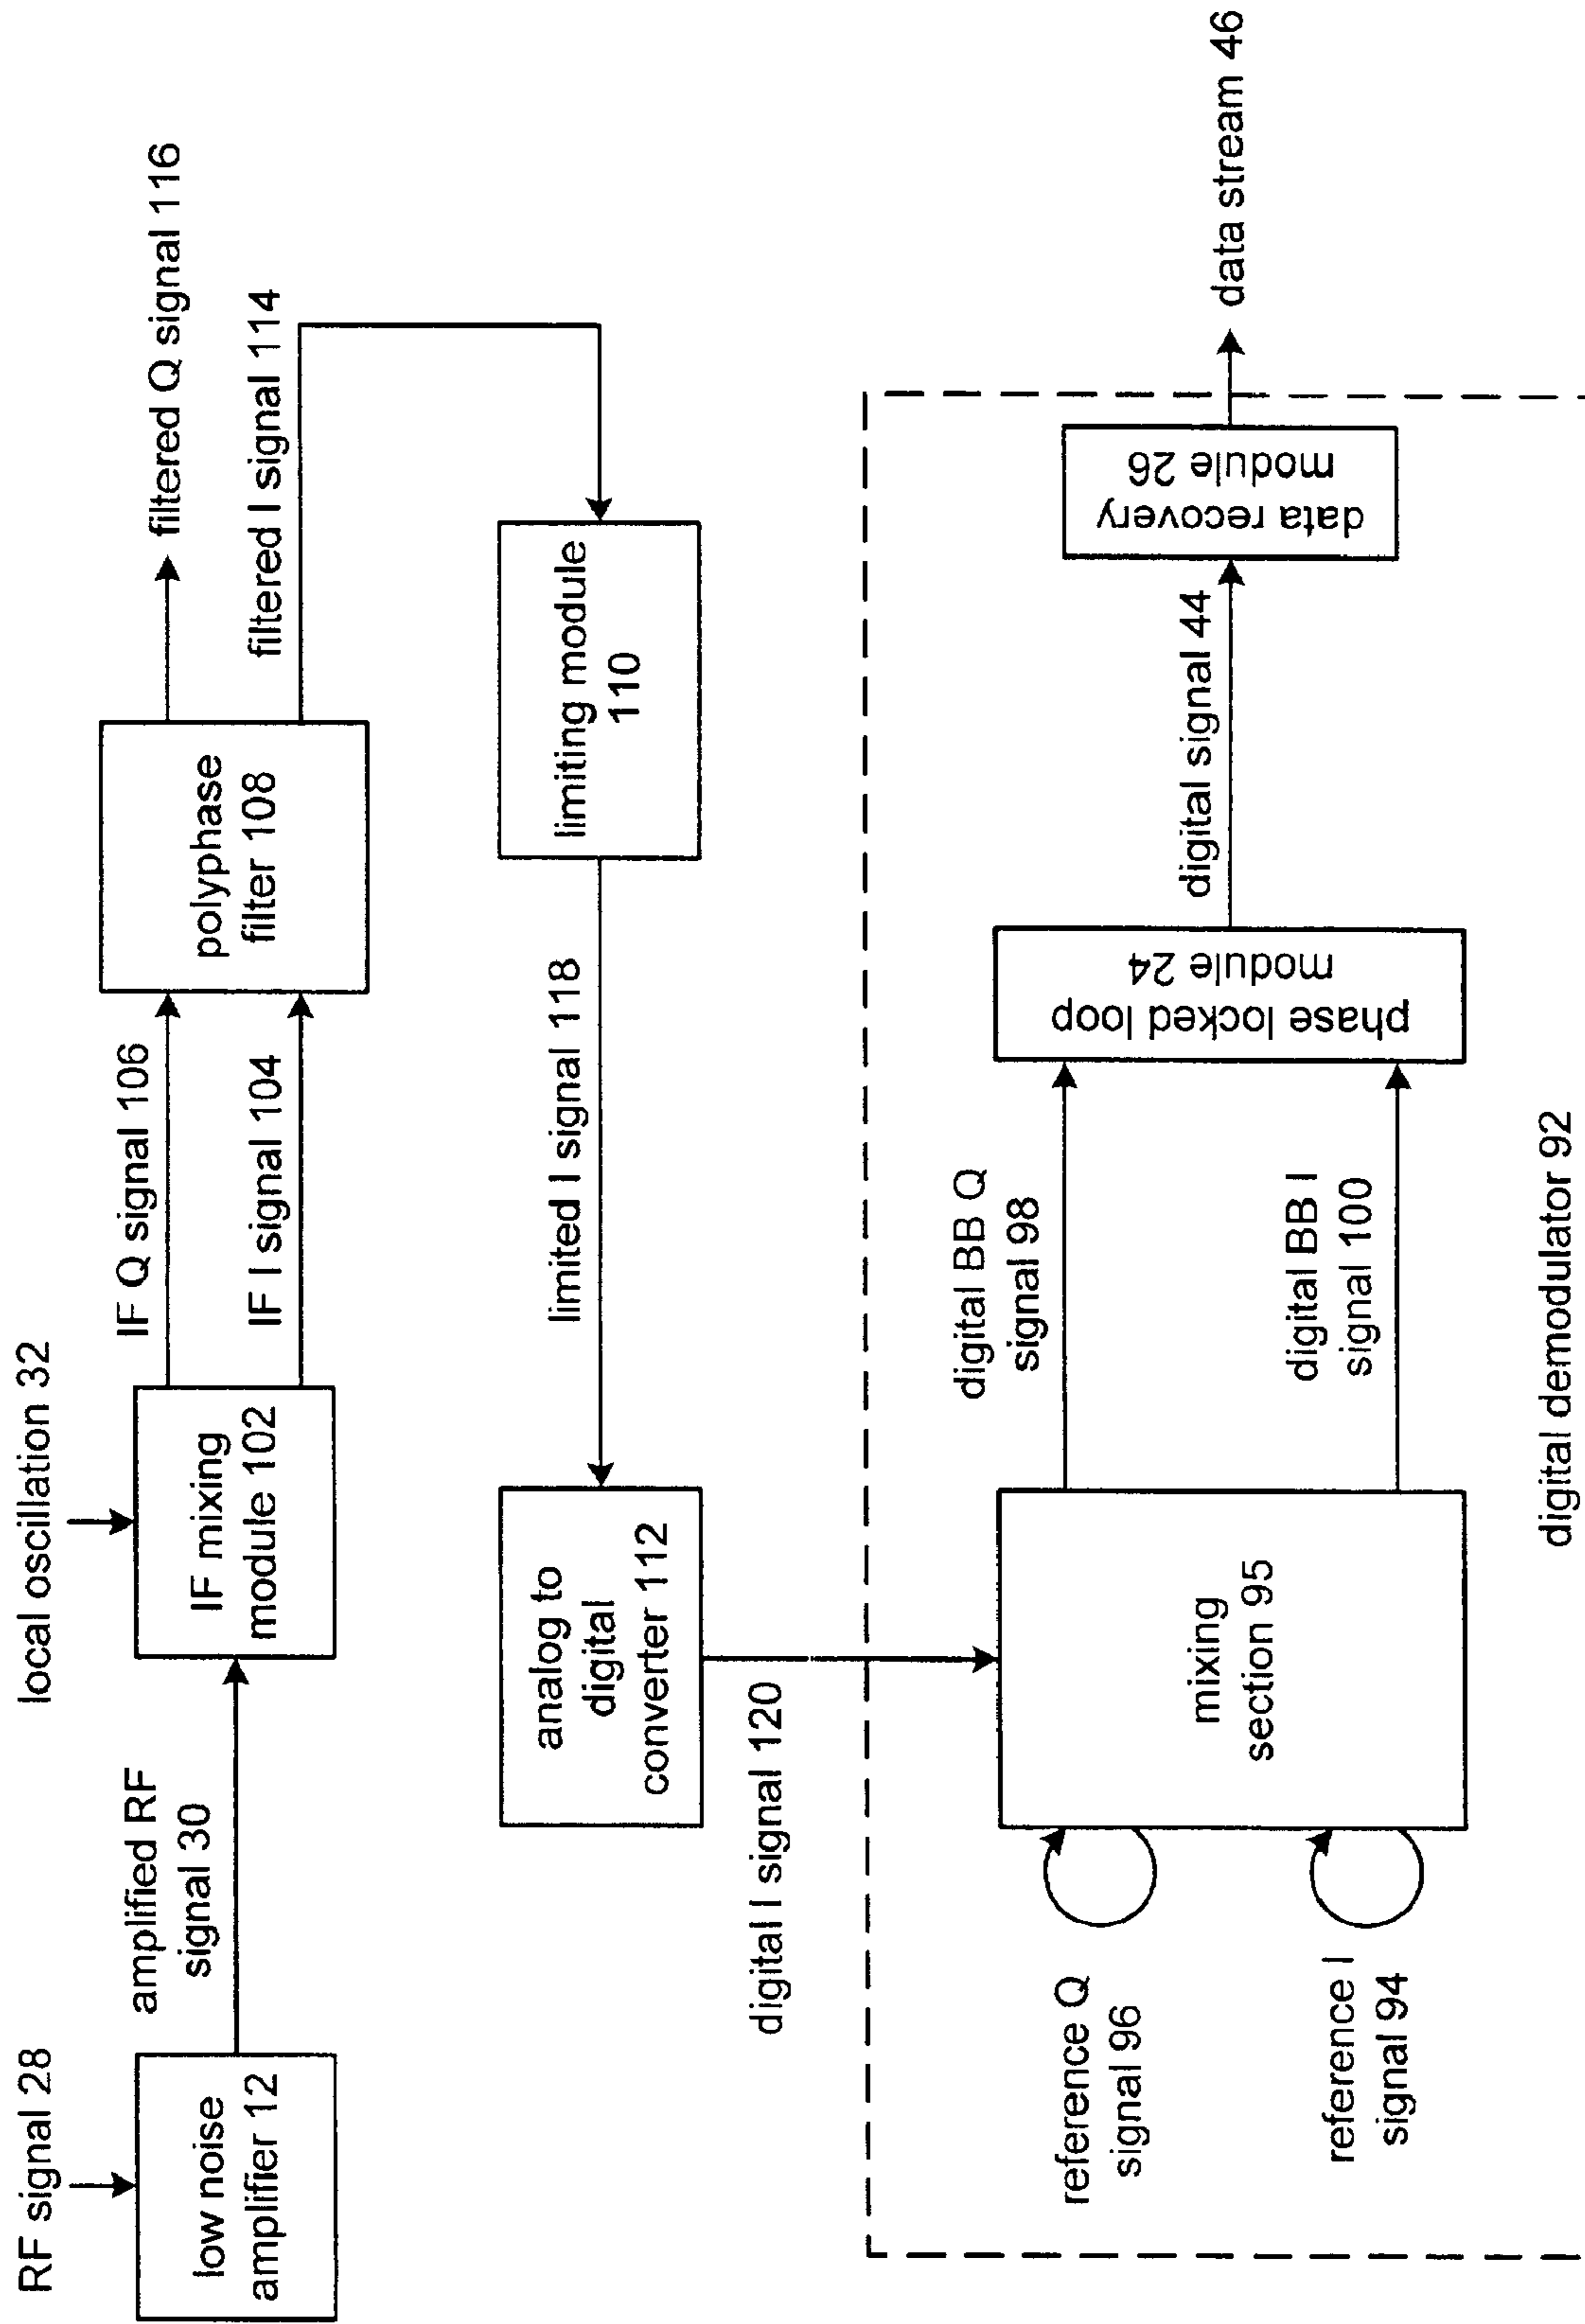 RF signal 28
low noise
amplifier 12
amplified RF
signal 30
local oscillation 32
IF mixing
module 102
IF Q signal 106
IF I signal 104
polyphase
filter 108
filtered Q signal 116
filtered I signal 114
limiting module
110
limited I signal 118
analog to
digital
converter 112
digital I signal 120
reference Q
signal 96
reference I
signal 94
mixing
section 95
digital BB Q
signal 98
digital BB I
signal 100
phase locked loop
module 24
digital signal 44
data recovery
module 26
data stream 46
digital demodulator 92